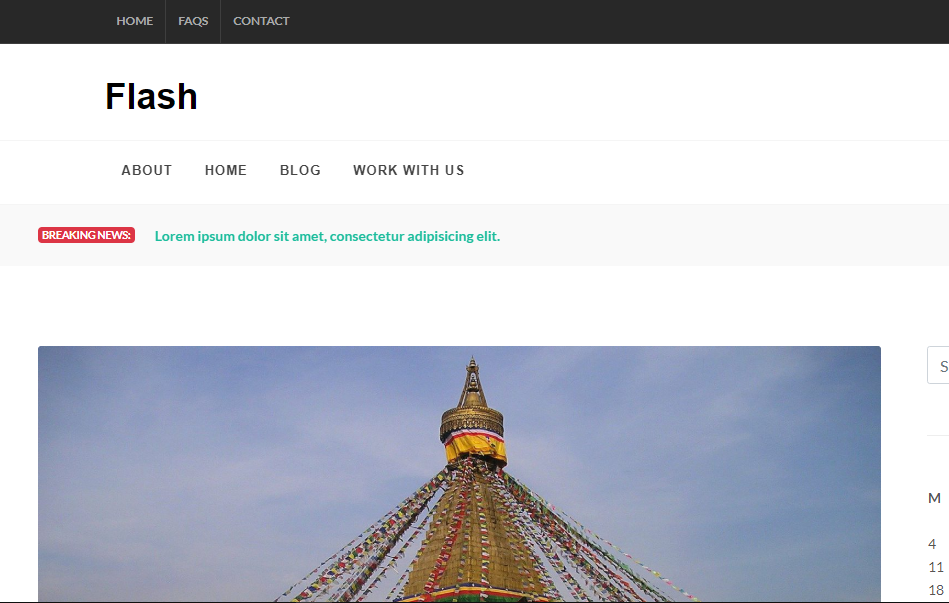 HOME FAQS CONTACT
Flash
ABOUT HOME BLOG WORK WITH US
BREAKING NEWS: Lorem ipsum dolor sit amet, consectetur adipisicing elit.
S
M
4
11
18